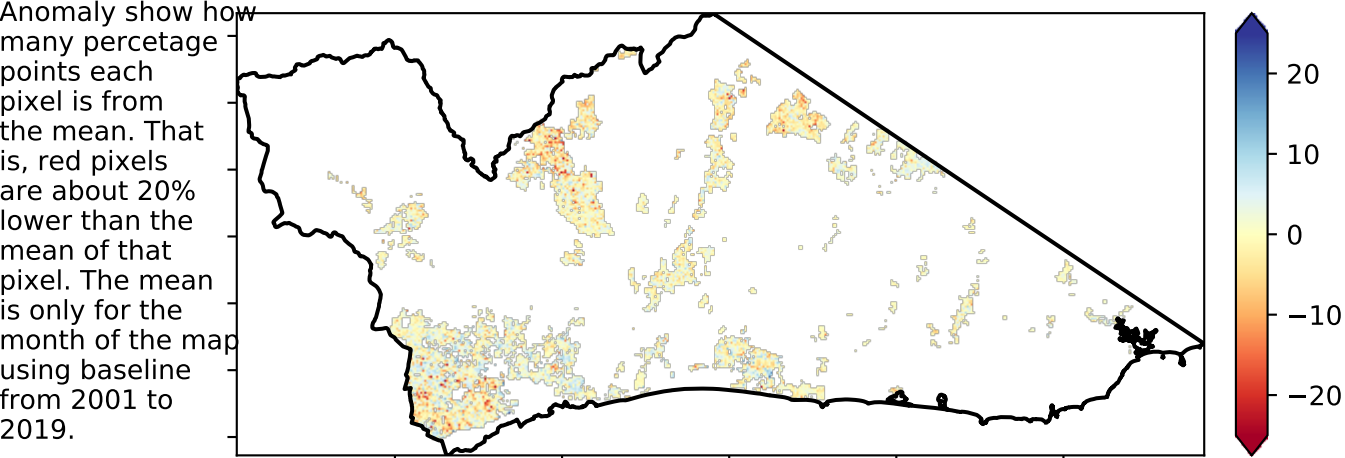 Anomaly show how
many percetage
points each
pixel is from
the mean. That
is, red pixels
are about 20%
lower than the
mean of that
pixel. The mean
is only for the
month of the map
using baseline
from 2001 to
2019.
20
10
0
−10
−20